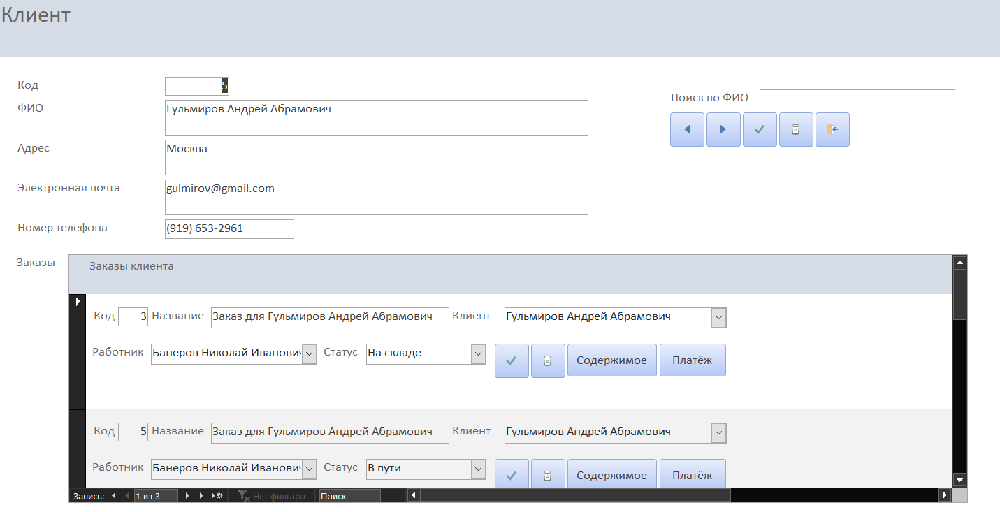 Клиент
Код 5
ФИО Гульмиров Андрей Абрамович
Поиск по ФИО
Адрес Москва
Электронная почта gulmirov@gmail.com
Номер телефона (919) 653-2961
Заказы
Заказы клиента
Код 3 Название Заказ для Гульмиров Андрей Абрамович Клиент Гульмиров Андрей Абрамович
Работник Банеров Николай Иванович Статус На складе Содержимое Платёж
Код 5 Название Заказ для Гульмиров Андрей Абрамович Клиент Гульмиров Андрей Абрамович
Работник Банеров Николай Иванович Статус В пути Содержимое Платёж
Запись: 1 из 3 Нет фильтра Поиск